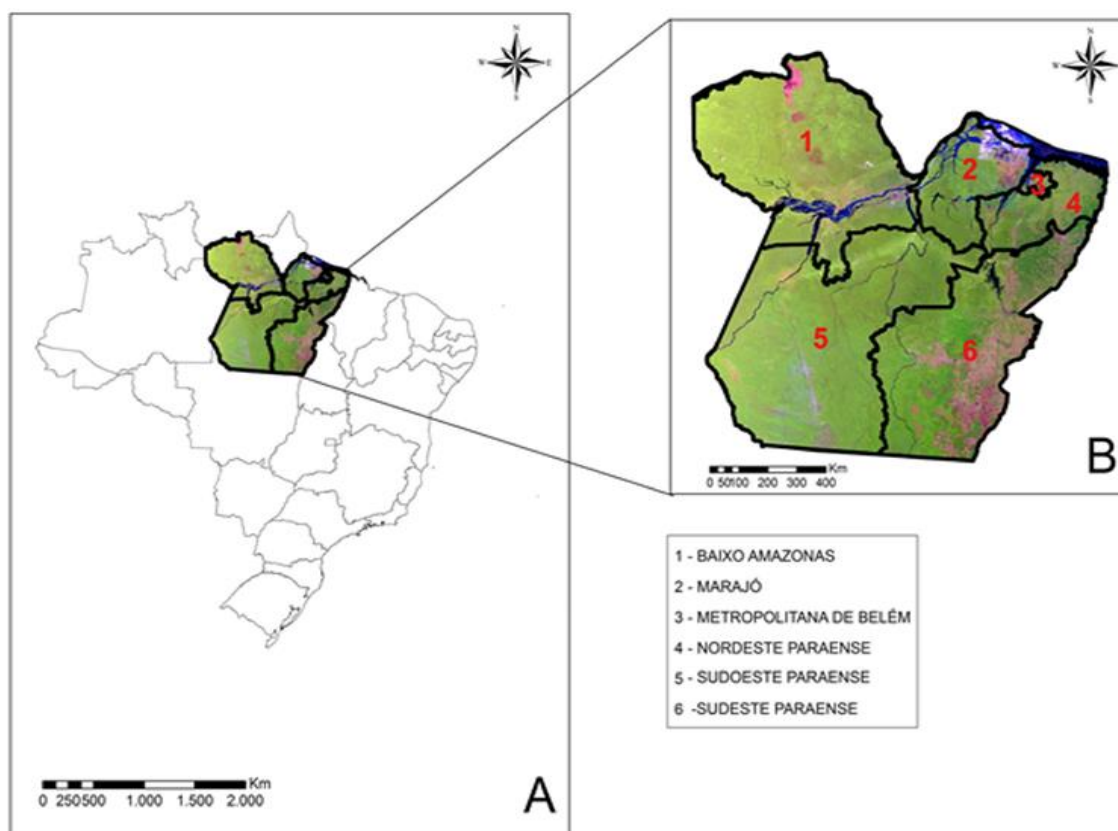 N
W
E
S
Km
0 250500 1.000 1.500 2.000
A
N
W
E
S
1
2
3
4
5
6
Km
0 50100 200 300 400
B
1 - BAIXO AMAZONAS
2 - MARAJÓ
3 - METROPOLITANA DE BELÉM
4 - NORDESTE PARAENSE
5 - SUDOESTE PARAENSE
6 -SUDESTE PARAENSE